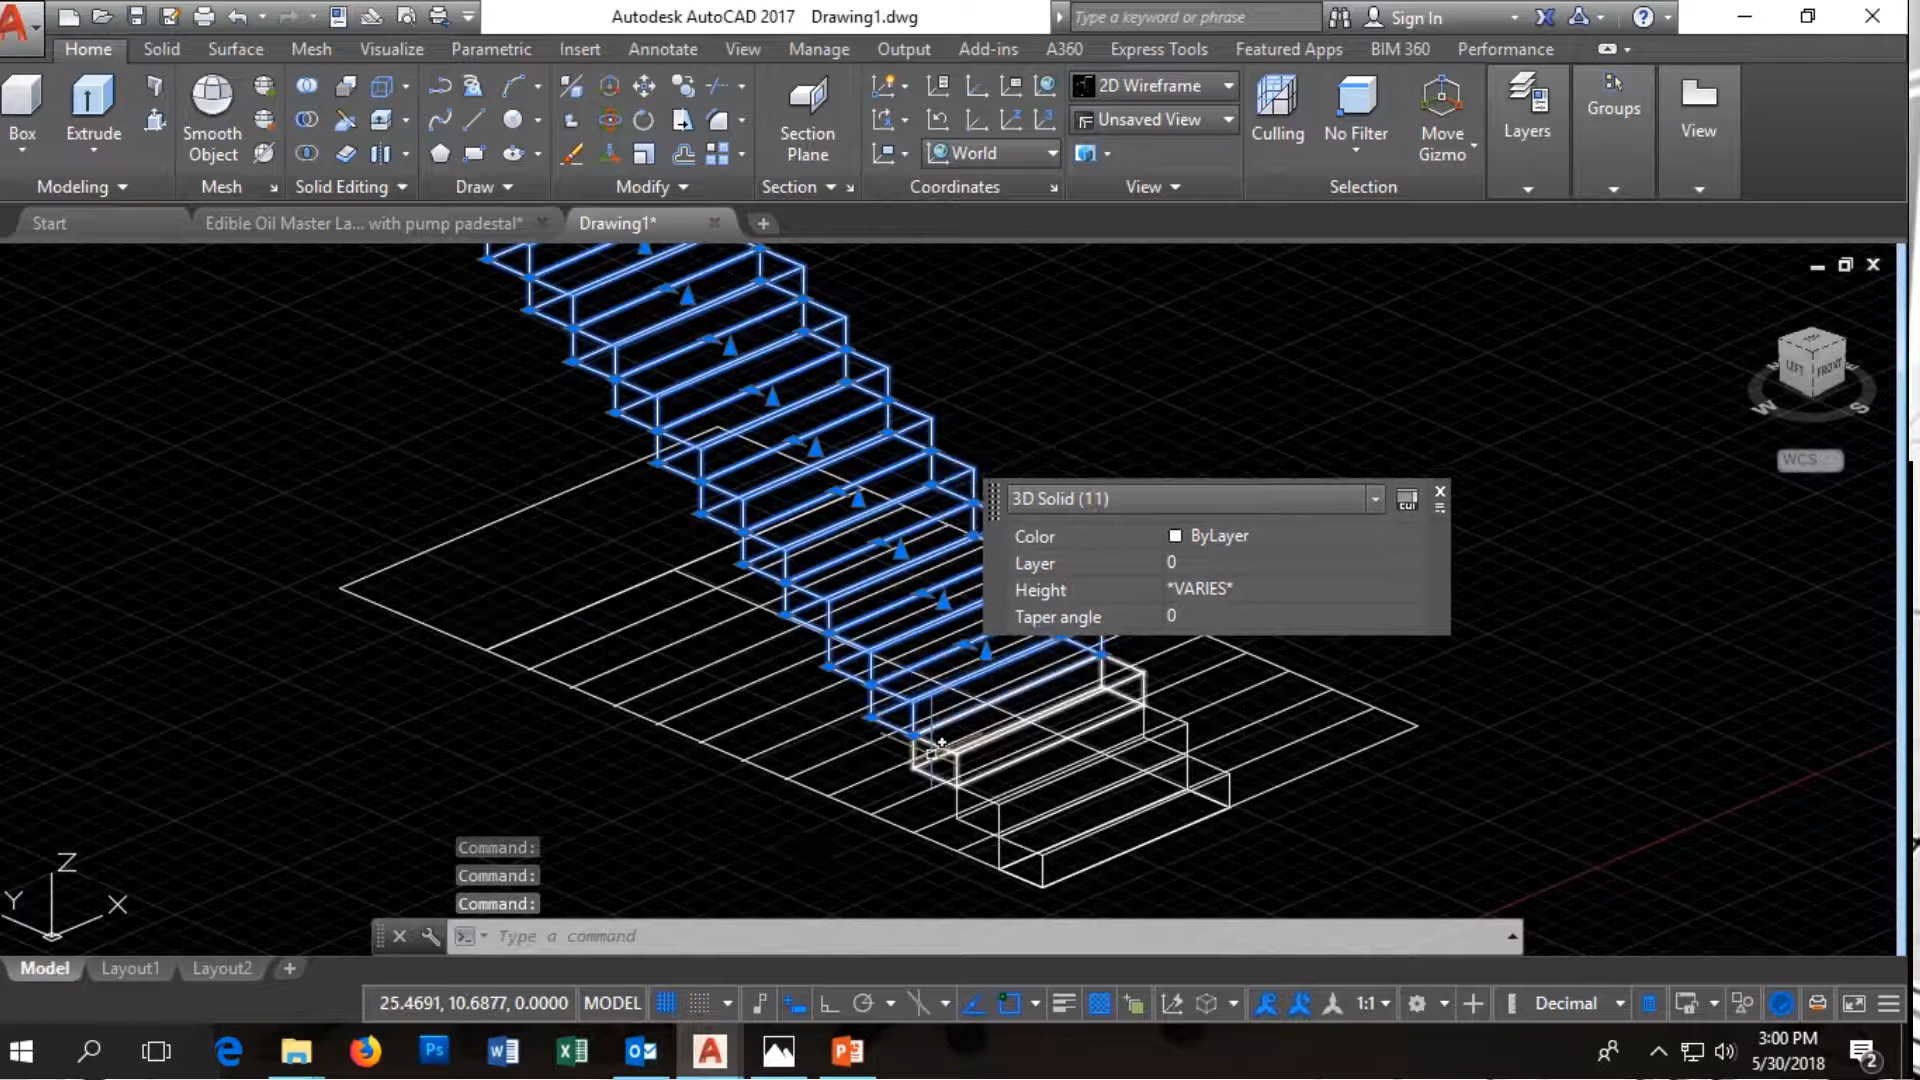 Autodesk AutoCAD 2017 Drawing1.dwg
Type a keyword or phrase
Sign In
Home Solid Surface Mesh Visualize Parametric Insert Annotate View Manage Output Add-ins A360 Express Tools Featured Apps BIM 360 Performance
Box
Extrude
Smooth Object
Section Plane
World
2D Wireframe
Unsaved View
Culling
No Filter
Move Gizmo
Layers
Groups
View
Modeling Mesh Solid Editing Draw Modify Section Coordinates View Selection
Start
Edible Oil Master La... with pump padestal*
Drawing1*
TOP
LEFT
FRONT
W
S
WCS
3D Solid (11)
Color ByLayer
Layer 0
Height *VARIES*
Taper angle 0
Z
Y
X
Command:
Command:
Command:
Type a command
Model Layout1 Layout2
25.4691, 10.6877, 0.0000 MODEL
1:1
Decimal
Ps
3:00 PM
5/30/2018
2